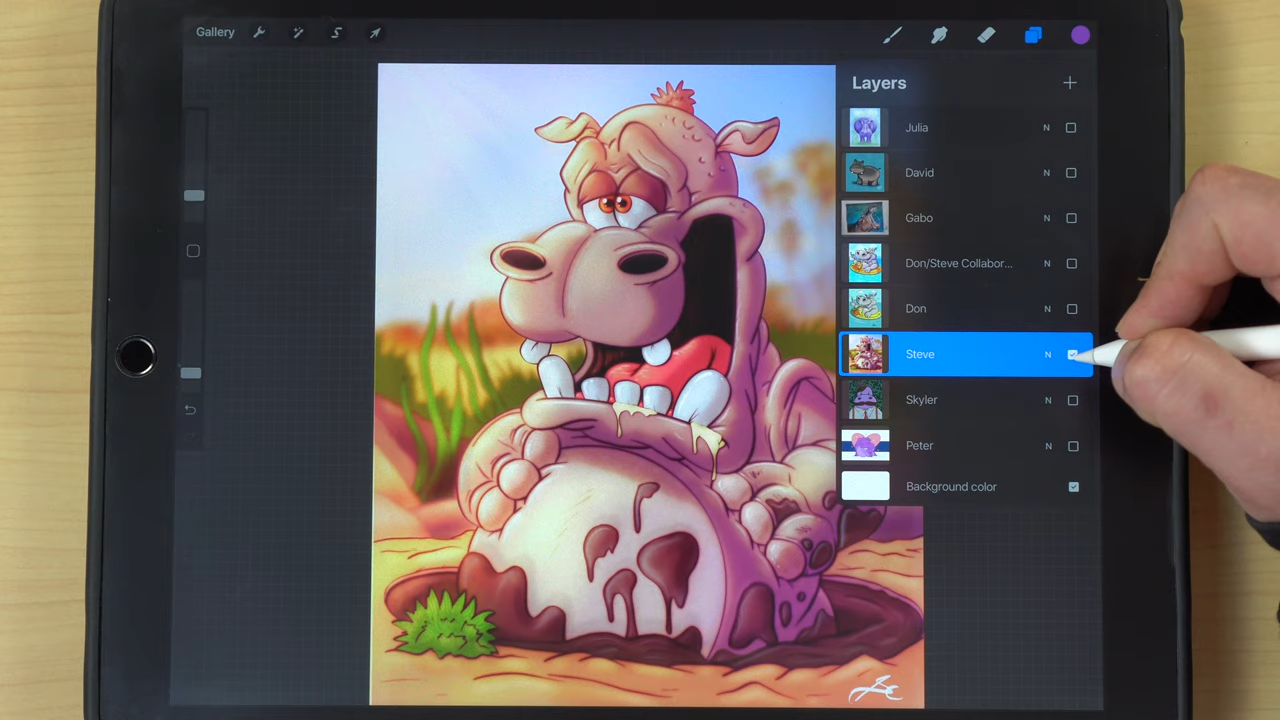 Gallery
Layers
Julia N
David N
Gabo N
Don/Steve Collabor... N
Don N
Steve N
Skyler N
Peter N
Background color